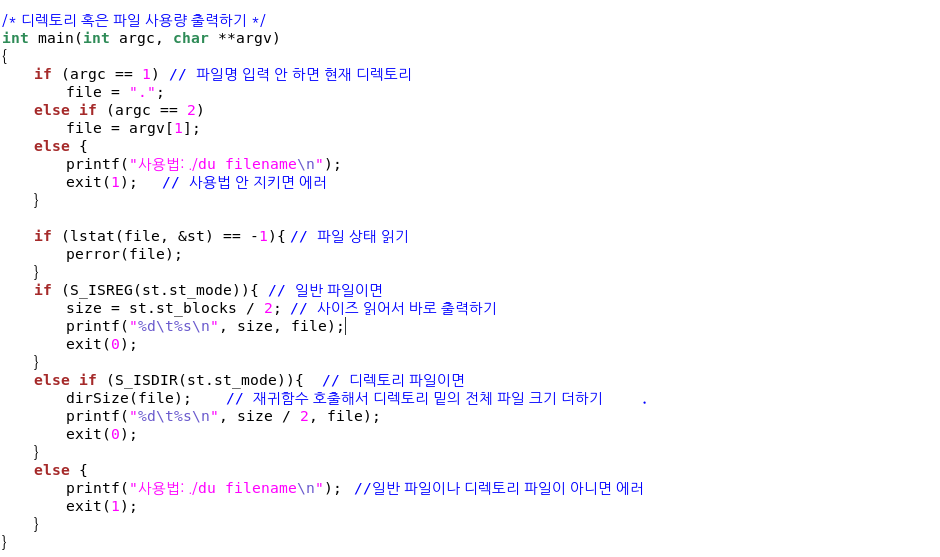 /* 디렉토리 혹은 파일 사용량 출력하기 */
int main(int argc, char **argv)
{
    if (argc == 1) // 파일명 입력 안 하면 현재 디렉토리
        file = ".";
    else if (argc == 2)
        file = argv[1];
    else {
        printf("사용법: ./du filename\n");
        exit(1);   // 사용법 안 지키면 에러
    }

    if (lstat(file, &st) == -1){ // 파일 상태 읽기
        perror(file);
    }
    if (S_ISREG(st.st_mode)){ // 일반 파일이면
        size = st.st_blocks / 2; // 사이즈 읽어서 바로 출력하기
        printf("%d\t%s\n", size, file);
        exit(0);
    }
    else if (S_ISDIR(st.st_mode)){  // 디렉토리 파일이면
        dirSize(file);    // 재귀함수 호출해서 디렉토리 밑의 전체 파일 크기 더하기    .
        printf("%d\t%s\n", size / 2, file);
        exit(0);
    }
    else {
        printf("사용법: ./du filename\n"); //일반 파일이나 디렉토리 파일이 아니면 에러
        exit(1);
    }
}